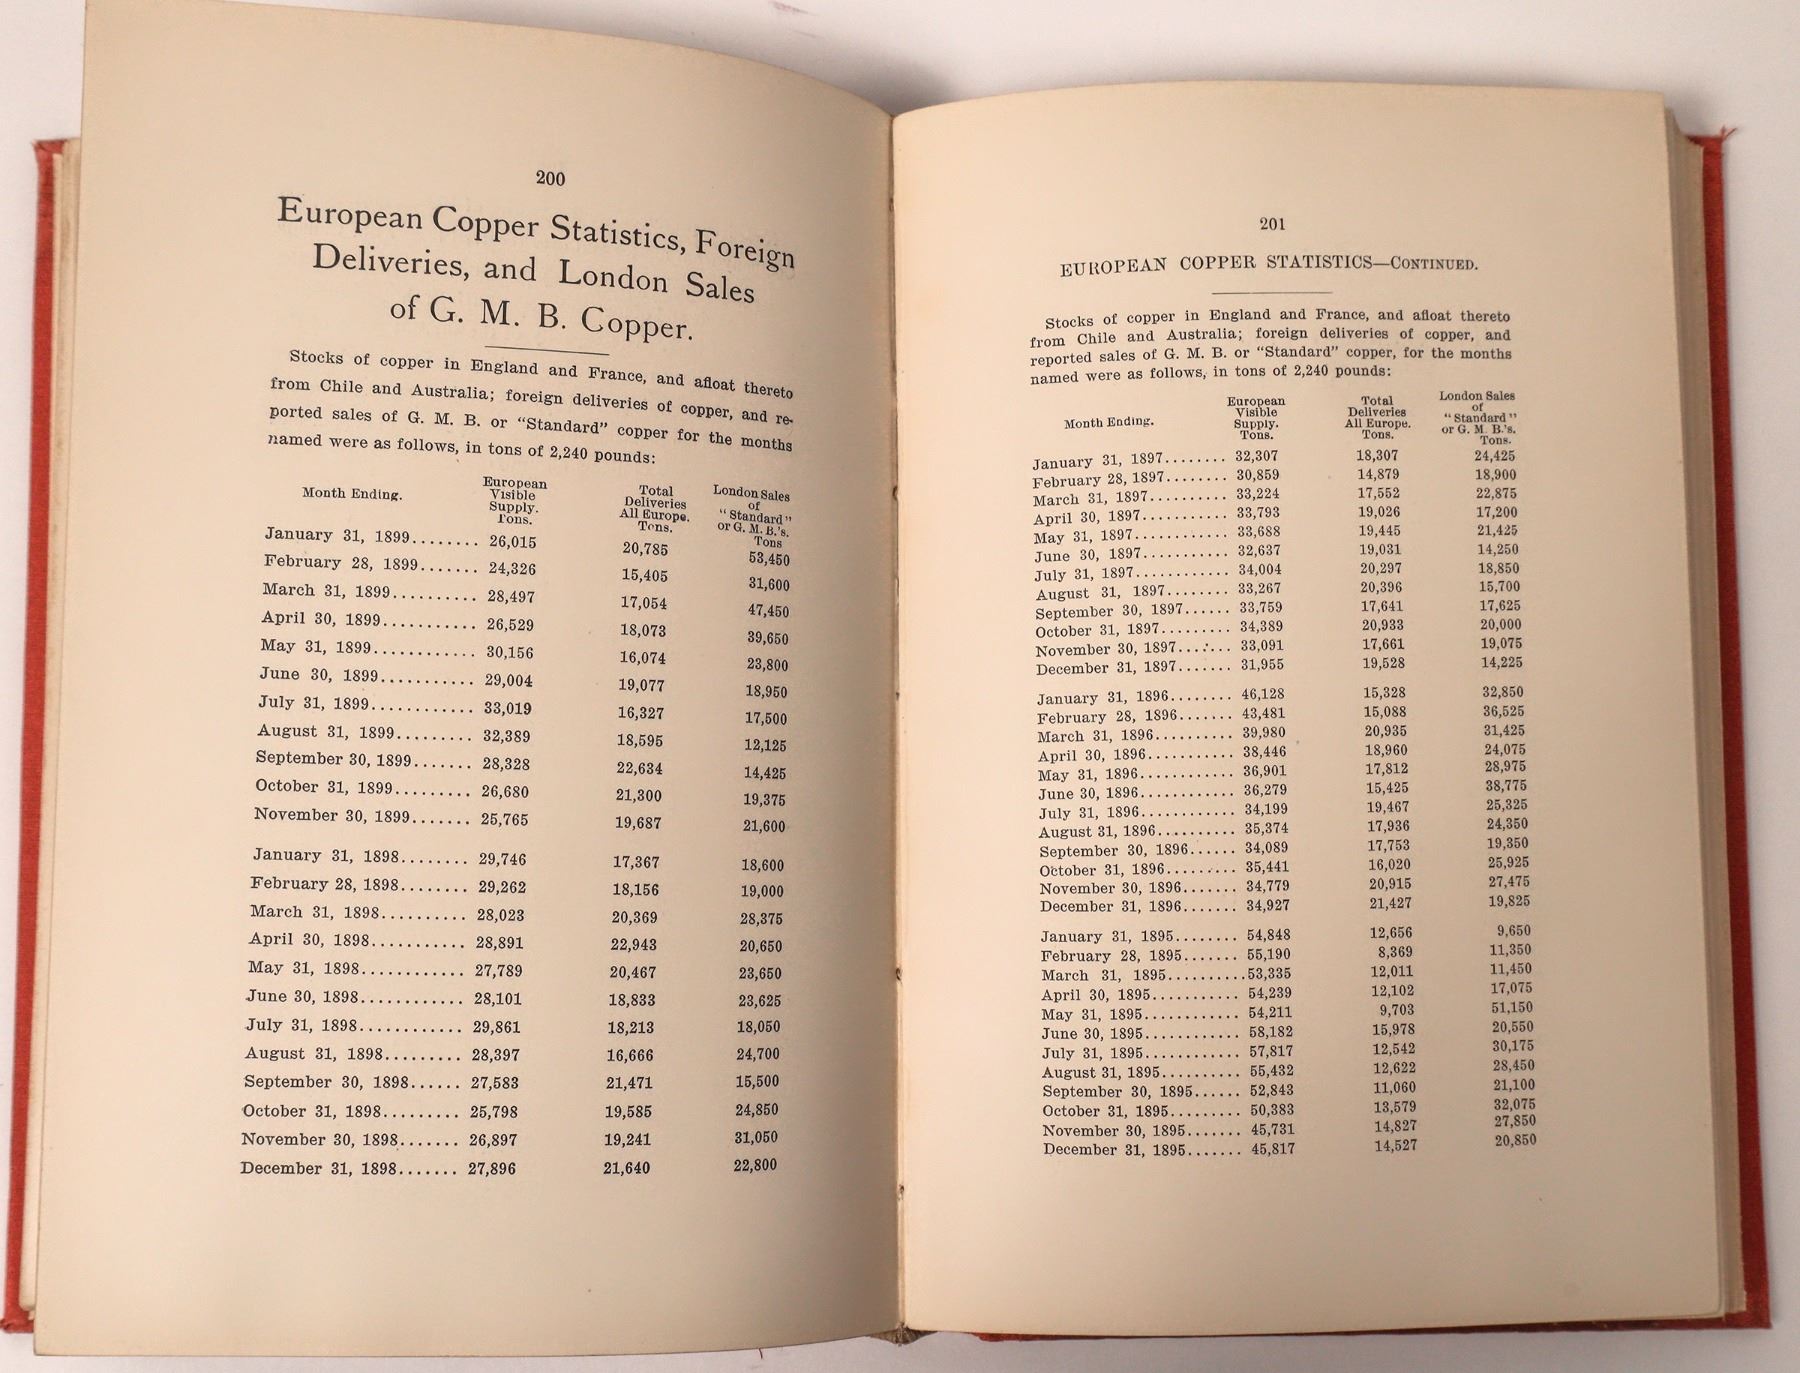 200
European Copper Statistics, Foreign
Deliveries, and London Sales
of G. M. B. Copper.
Stocks of copper in England and France, and afloat thereto
from Chile and Australia; foreign deliveries of copper, and re-
ported sales of G. M. B. or "Standard" copper for the months
named were as follows, in tons of 2,240 pounds:
Month Ending. European Visible Supply. Tons. Total Deliveries All Europe. Tons. London Sales of "Standard" or G. M. B.'s. Tons
January 31, 1899........ 26,015 20,785 53,450
February 28, 1899....... 24,326 15,405 31,600
March 31, 1899.......... 28,497 17,054 47,450
April 30, 1899........... 26,529 18,073 39,650
May 31, 1899............ 30,156 16,074 23,800
June 30, 1899........... 29,004 19,077 18,950
July 31, 1899............ 33,019 16,327 17,500
August 31, 1899......... 32,389 18,595 12,125
September 30, 1899....... 28,328 22,634 14,425
October 31, 1899......... 26,680 21,300 19,375
November 30, 1899....... 25,765 19,687 21,600
January 31, 1898........ 29,746 17,367 18,600
February 28, 1898........ 29,262 18,156 19,000
March 31, 1898.......... 28,023 20,369 28,375
April 30, 1898........... 28,891 22,943 20,650
May 31, 1898............ 27,789 20,467 23,650
June 30, 1898............ 28,101 18,833 23,625
July 31, 1898............ 29,861 18,213 18,050
August 31, 1898......... 28,397 16,666 24,700
September 30, 1898...... 27,583 21,471 15,500
October 31, 1898......... 25,798 19,585 24,850
November 30, 1898....... 26,897 19,241 31,050
December 31, 1898....... 27,896 21,640 22,800
201
EUROPEAN COPPER STATISTICS—CONTINUED.
Stocks of copper in England and France, and afloat thereto
from Chile and Australia; foreign deliveries of copper, and
reported sales of G. M. B. or "Standard" copper, for the months
named were as follows, in tons of 2,240 pounds:
Month Ending. European Visible Supply. Tons. Total Deliveries All Europe. Tons. London Sales of "Standard" or G. M. B.'s. Tons.
January 31, 1897........ 32,307 18,307 24,425
February 28, 1897........ 30,859 14,879 18,900
March 31, 1897.......... 33,224 17,552 22,875
April 30, 1897........... 33,793 19,026 17,200
May 31, 1897............ 33,688 19,445 21,425
June 30, 1897........... 32,637 19,031 14,250
July 31, 1897............ 34,004 20,297 18,850
August 31, 1897......... 33,267 20,396 15,700
September 30, 1897...... 33,759 17,641 17,625
October 31, 1897......... 34,389 20,933 20,000
November 30, 1897....... 33,091 17,661 19,075
December 31, 1897....... 31,955 19,528 14,225
January 31, 1896........ 46,128 15,328 32,850
February 28, 1896....... 43,481 15,088 36,525
March 31, 1896.......... 39,980 20,935 31,425
April 30, 1896........... 38,446 18,960 24,075
May 31, 1896............ 36,901 17,812 28,975
June 30, 1896............ 36,279 15,425 38,775
July 31, 1896............ 34,199 19,467 25,325
August 31, 1896.......... 35,374 17,936 24,350
September 30, 1896...... 34,089 17,753 19,350
October 31, 1896......... 35,441 16,020 25,925
November 30, 1896....... 34,779 20,915 27,475
December 31, 1896....... 34,927 21,427 19,825
January 31, 1895........ 54,848 12,656 9,650
February 28, 1895....... 55,190 8,369 11,350
March 31, 1895..........53,335 12,011 11,450
April 30, 1895........... 54,239 12,102 17,075
May 31, 1895............ 54,211 9,703 51,150
June 30, 1895............ 58,182 15,978 20,550
July 31, 1895............ 57,817 12,542 30,175
August 31, 1895.......... 55,432 12,622 28,450
September 30, 1895...... 52,843 11,060 21,100
October 31, 1895......... 50,383 13,579 32,075
November 30, 1895....... 45,731 14,827 27,850
December 31, 1895....... 45,817 14,527 20,850